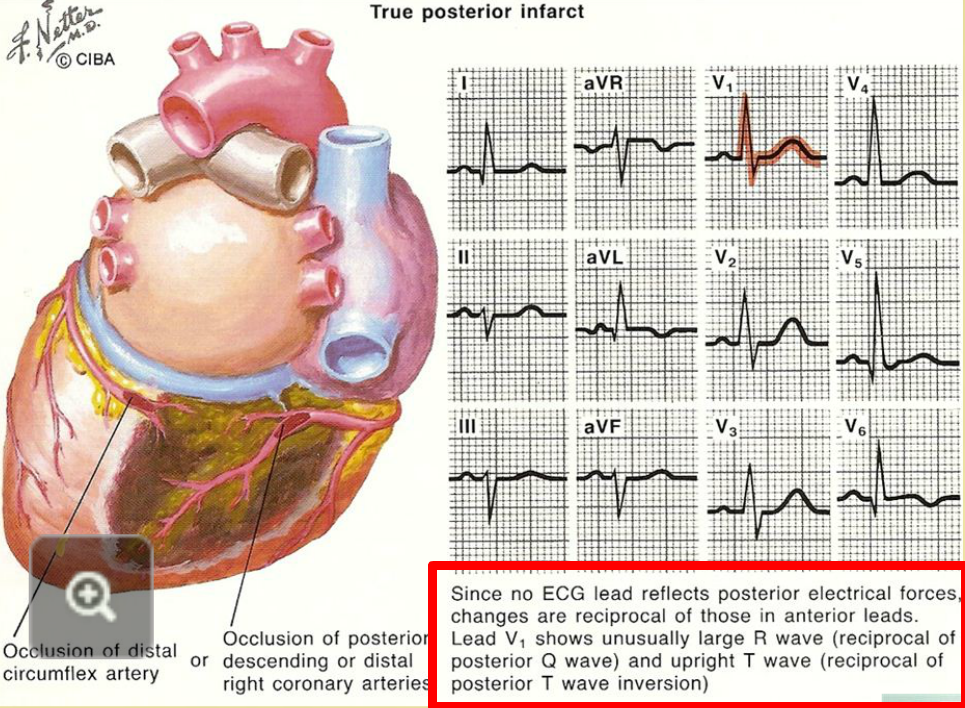 True posterior infarct
F. Netter
M.D.
© CIBA
I
aVR
V1
V4
II
aVL
V2
V5
III
aVF
V3
V6
Occlusion of distal
circumflex artery
or
Occlusion of posterior
descending or distal
right coronary arteries
Since no ECG lead reflects posterior electrical forces,
changes are reciprocal of those in anterior leads.
Lead V1 shows unusually large R wave (reciprocal of
posterior Q wave) and upright T wave (reciprocal of
posterior T wave inversion)